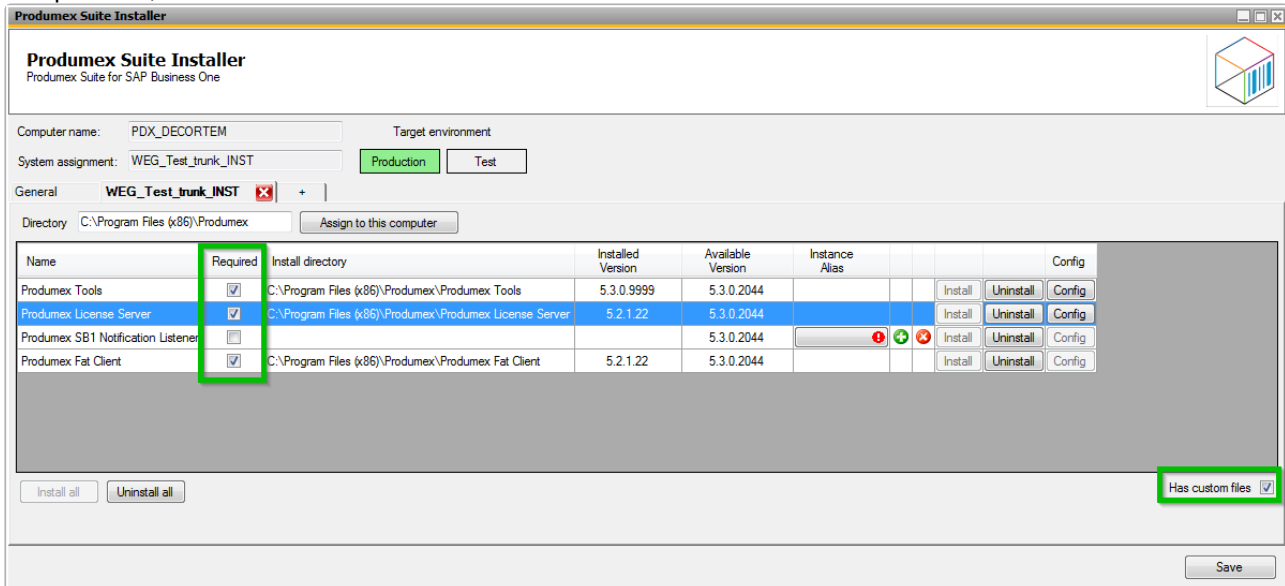 Produmex Suite Installer
Produmex Suite Installer
Produmex Suite for SAP Business One
Computer name: PDX_DECORTEM Target environment
System assignment: WEG_Test_trunk_INST Production Test
General WEG_Test_trunk_INST +
Directory C:\Program Files (x86)\Produmex Assign to this computer
Name Required Install directory Installed Version Available Version Instance Alias Config
Produmex Tools C:\Program Files (x86)\Produmex\Produmex Tools 5.3.0.9999 5.3.0.2044 Install Uninstall Config
Produmex License Server C:\Program Files (x86)\Produmex\Produmex License Server 5.2.1.22 5.3.0.2044 Install Uninstall Config
Produmex SB1 Notification Listener 5.3.0.2044 Install Uninstall Config
Produmex Fat Client C:\Program Files (x86)\Produmex\Produmex Fat Client 5.2.1.22 5.3.0.2044 Install Uninstall Config
Install all Uninstall all Has custom files
Save